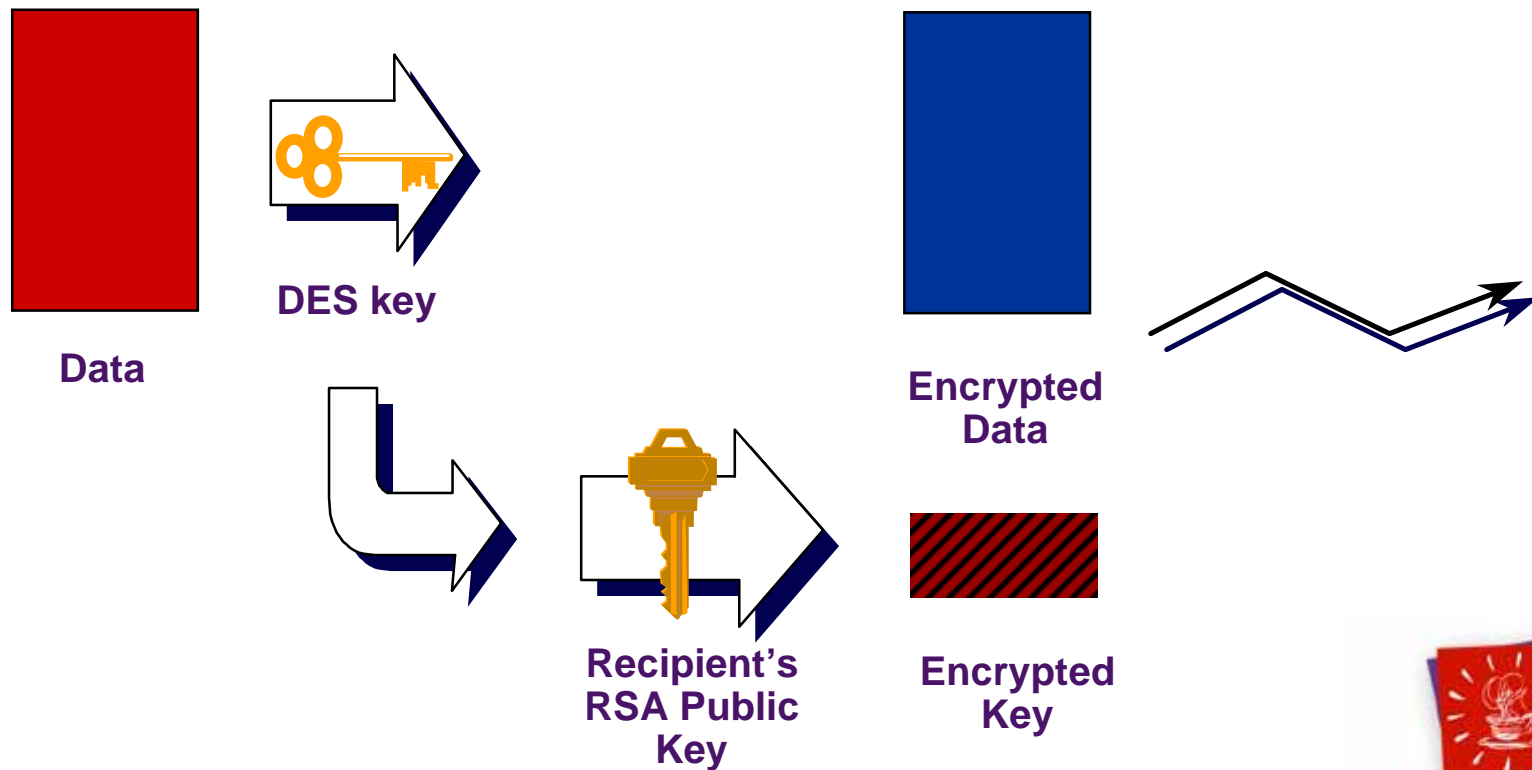 DES key
Data
Encrypted
Data
Recipient’s
RSA Public
Key
Encrypted
Key